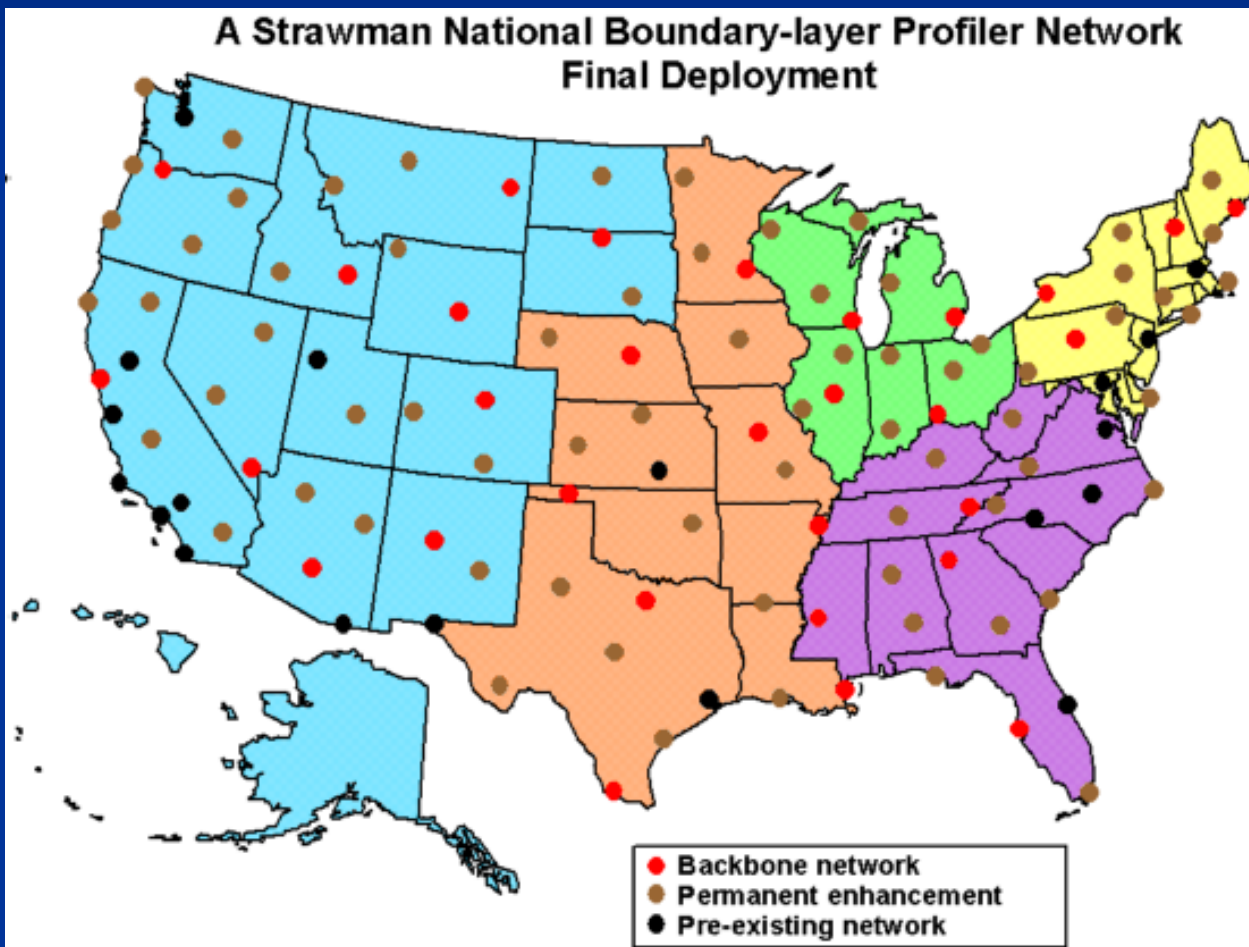 A Strawman National Boundary-layer Profiler Network
Final Deployment
Backbone network
Permanent enhancement
Pre-existing network